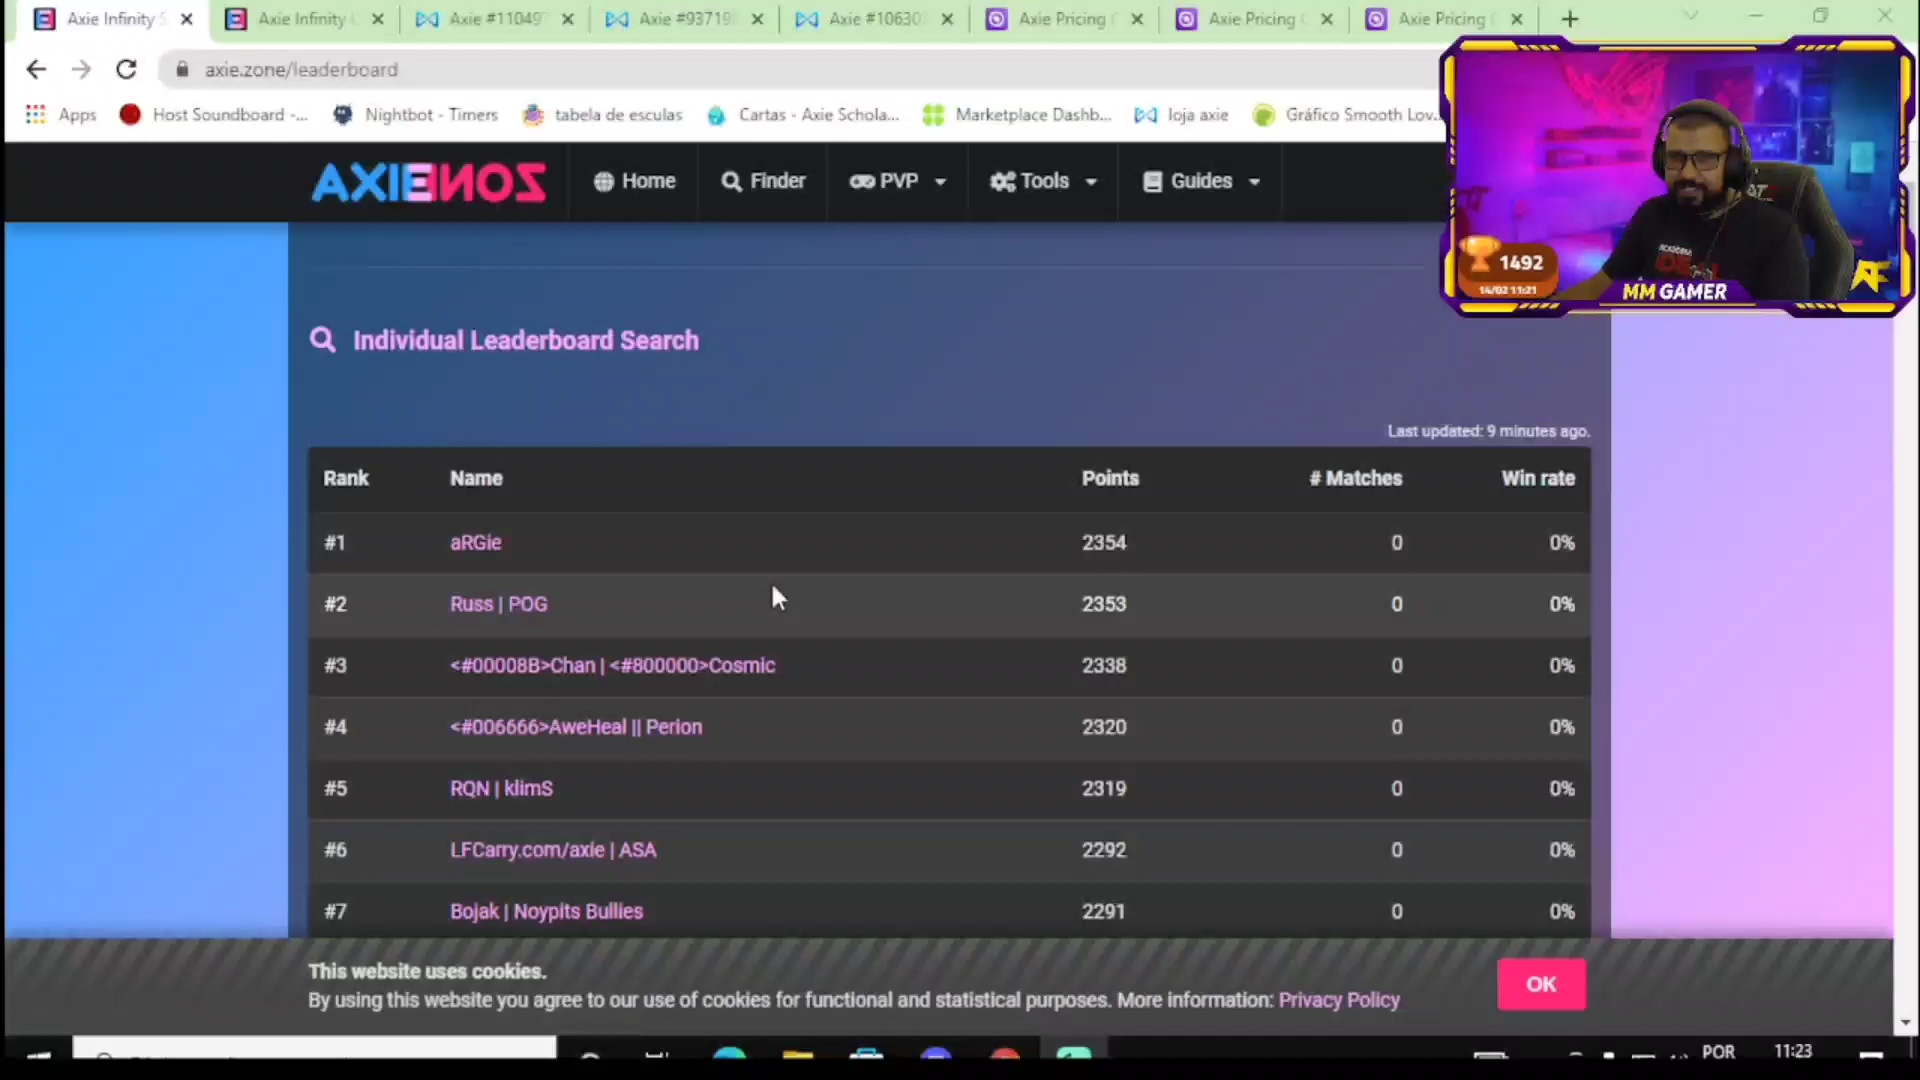 Axie Infinity S
Axie Infinity
Axie #11049
Axie #93719
Axie #10630
Axie Pricing
Axie Pricing
Axie Pricing
axie.zone/leaderboard
Apps
Host Soundboard -...
Nightbot - Timers
tabela de esculas
Cartas - Axie Schola...
Marketplace Dashb...
loja axie
Gráfico Smooth Lov...
AXIE ZONE
Home
Finder
PVP
Tools
Guides
1492
14/02 11:21
MM GAMER
Individual Leaderboard Search
Last updated: 9 minutes ago.
Rank Name Points # Matches Win rate
#1 aRGie 2354 0 0%
#2 Russ | POG 2353 0 0%
#3 <#00008B>Chan | <#800000>Cosmic 2338 0 0%
#4 <#006666>AweHeal || Perion 2320 0 0%
#5 RQN | klimS 2319 0 0%
#6 LFCarry.com/axie | ASA 2292 0 0%
#7 Bojak | Noypits Bullies 2291 0 0%
This website uses cookies.
By using this website you agree to our use of cookies for functional and statistical purposes. More information: Privacy Policy
OK
POR 11:23